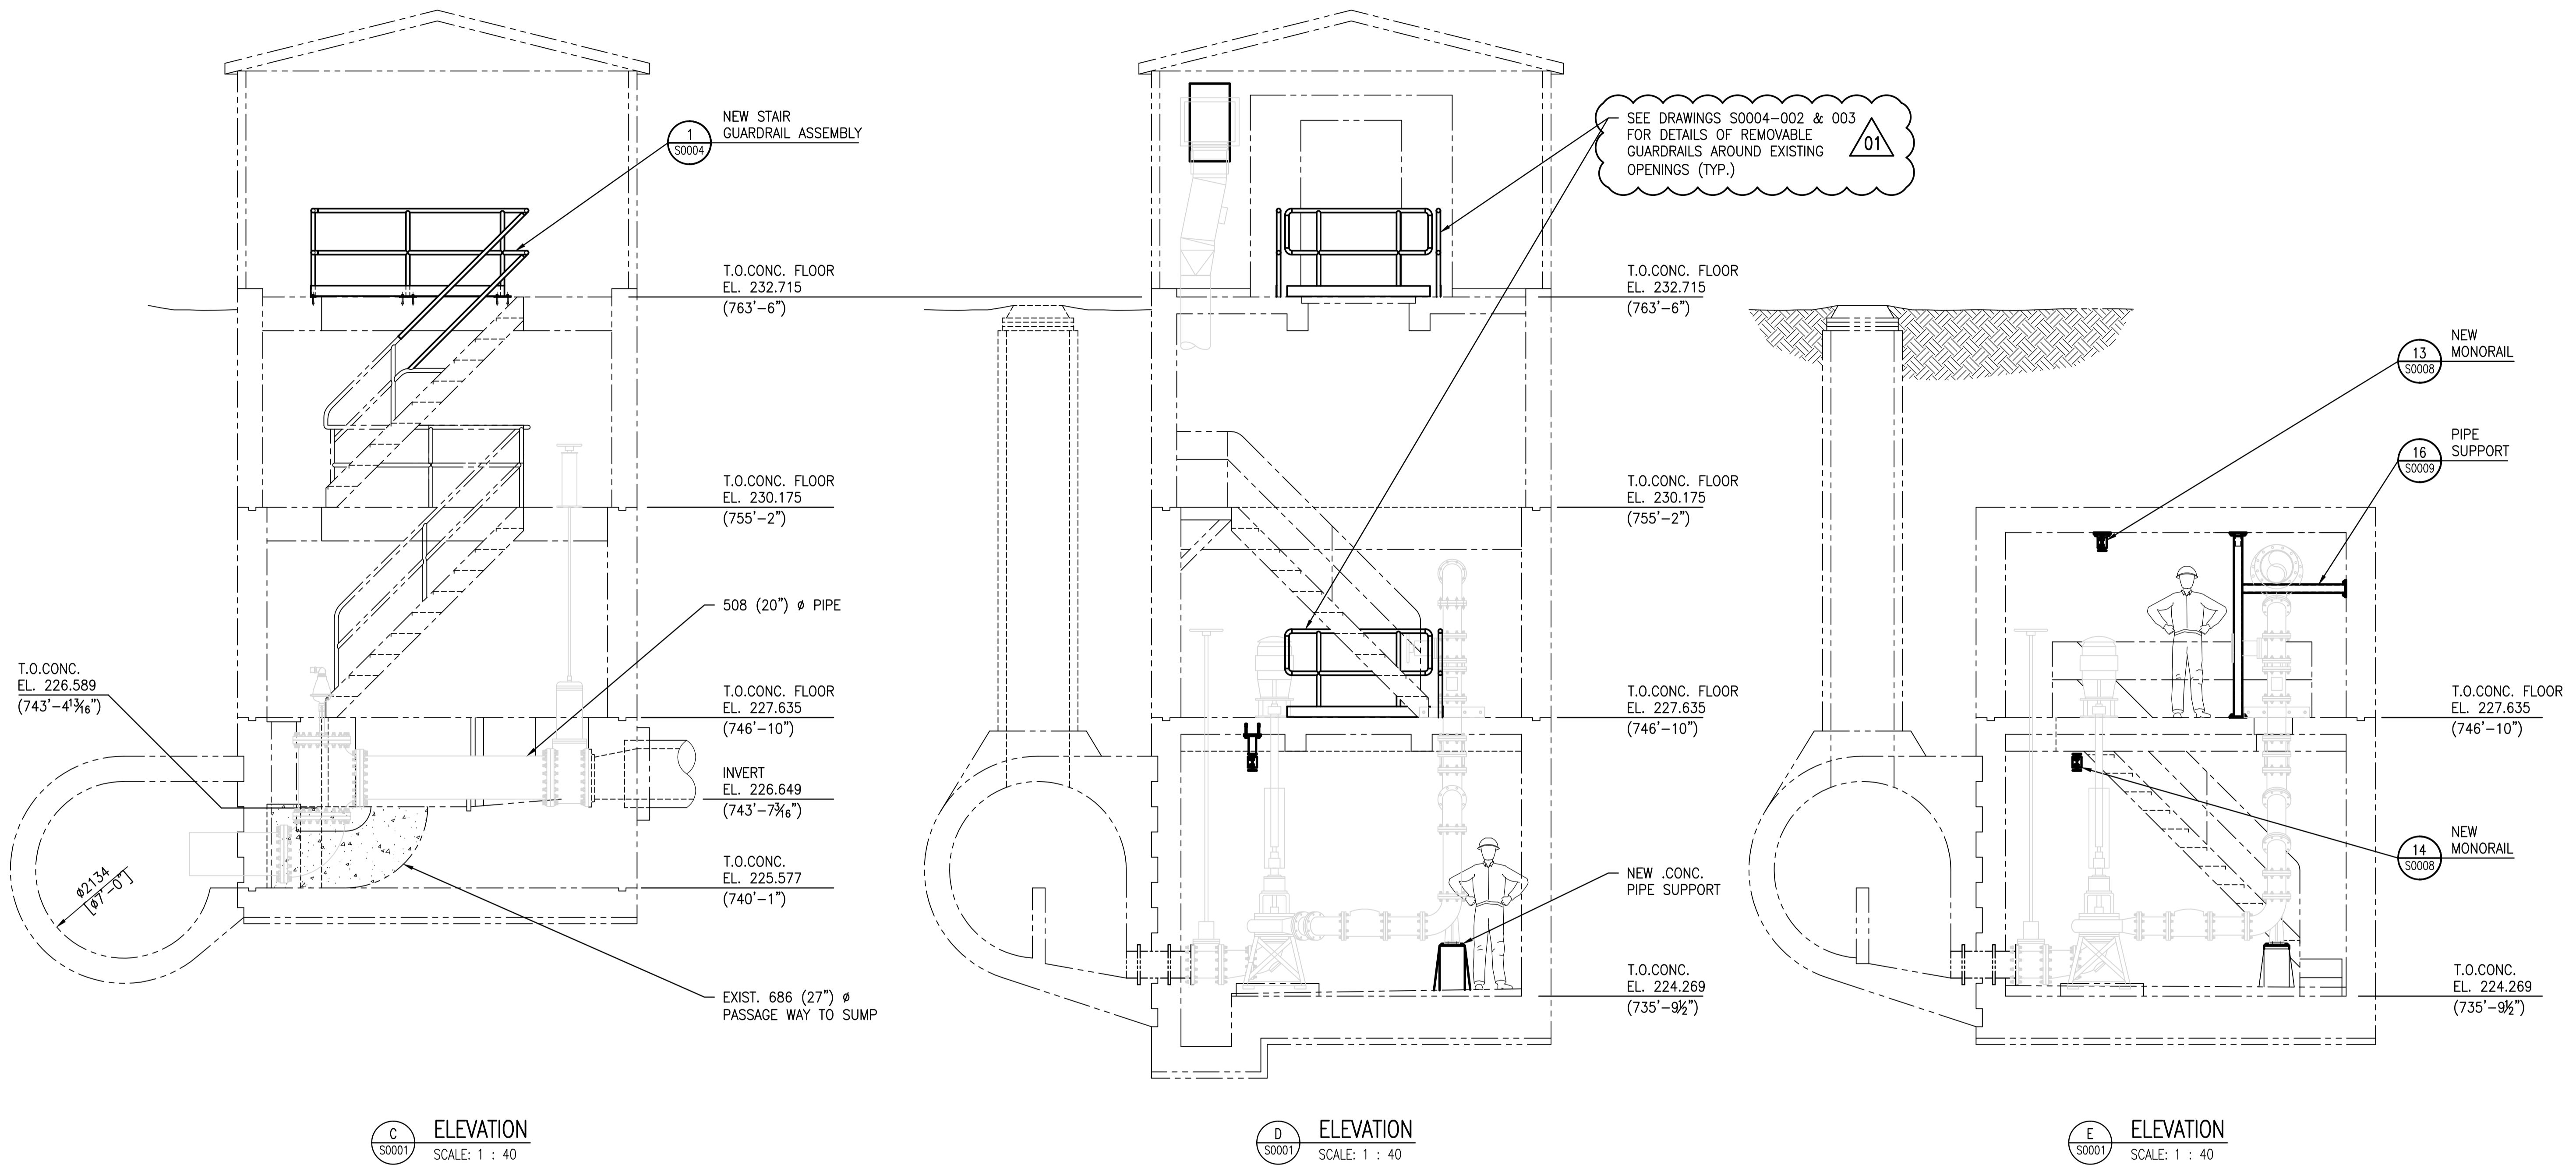 NEW STAIR
GUARDRAIL ASSEMBLY
1
S0004
T.O.CONC. FLOOR
EL. 232.715
(763'-6")
T.O.CONC. FLOOR
EL. 230.175
(755'-2")
508 (20") ø PIPE
T.O.CONC.
EL. 226.589
(743'-4¹³⁄₁₆")
T.O.CONC. FLOOR
EL. 227.635
(746'-10")
INVERT
EL. 226.649
(743'-7³⁄₁₆")
T.O.CONC.
EL. 225.577
(740'-1")
ø2134
[ø7'-0"]
EXIST. 686 (27") ø
PASSAGE WAY TO SUMP
C
S0001
ELEVATION
SCALE: 1 : 40
SEE DRAWINGS S0004-002 & 003
FOR DETAILS OF REMOVABLE
GUARDRAILS AROUND EXISTING
OPENINGS (TYP.)
01
T.O.CONC. FLOOR
EL. 232.715
(763'-6")
T.O.CONC. FLOOR
EL. 230.175
(755'-2")
T.O.CONC. FLOOR
EL. 227.635
(746'-10")
NEW .CONC.
PIPE SUPPORT
T.O.CONC.
EL. 224.269
(735'-9½")
D
S0001
ELEVATION
SCALE: 1 : 40
13
S0008
NEW
MONORAIL
16
S0009
PIPE
SUPPORT
T.O.CONC. FLOOR
EL. 227.635
(746'-10")
14
S0008
NEW
MONORAIL
T.O.CONC.
EL. 224.269
(735'-9½")
E
S0001
ELEVATION
SCALE: 1 : 40